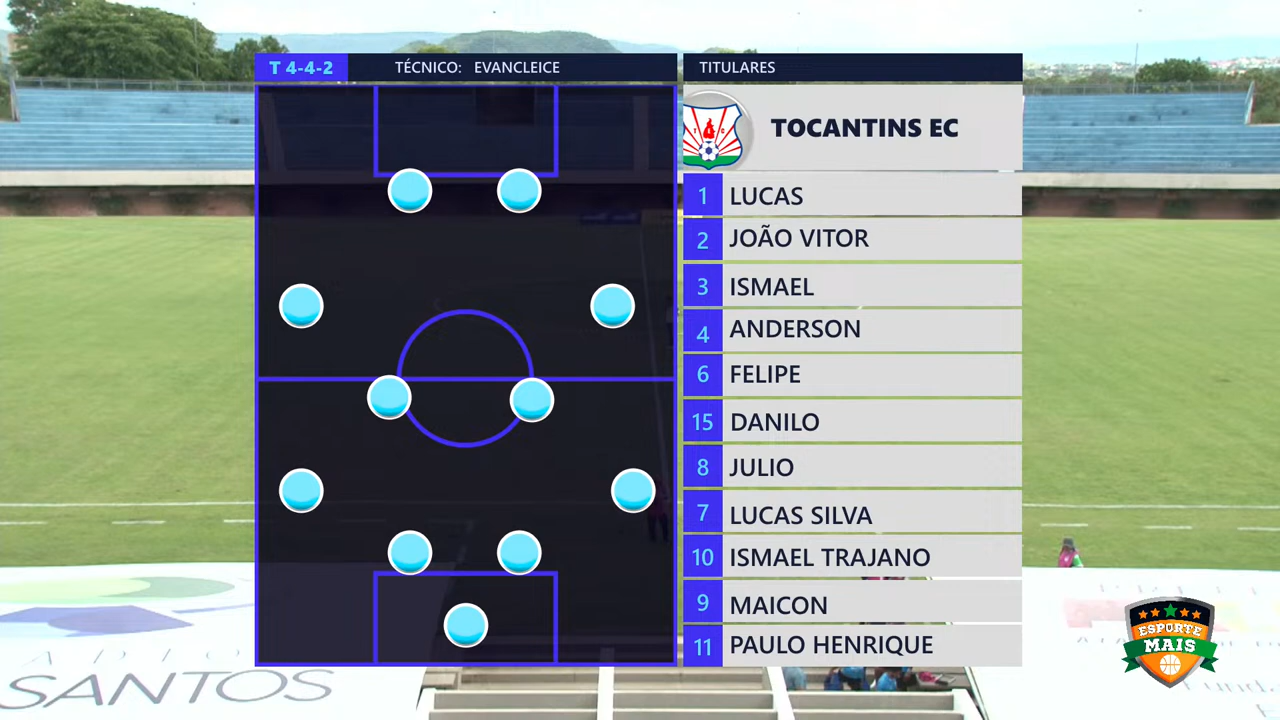 T 4-4-2
TÉCNICO: EVANCLEICE
TITULARES
TOCANTINS EC
1 LUCAS
2 JOÃO VITOR
3 ISMAEL
4 ANDERSON
6 FELIPE
15 DANILO
8 JULIO
7 LUCAS SILVA
10 ISMAEL TRAJANO
9 MAICON
11 PAULO HENRIQUE
ESPORTE
MAIS
SANTOS